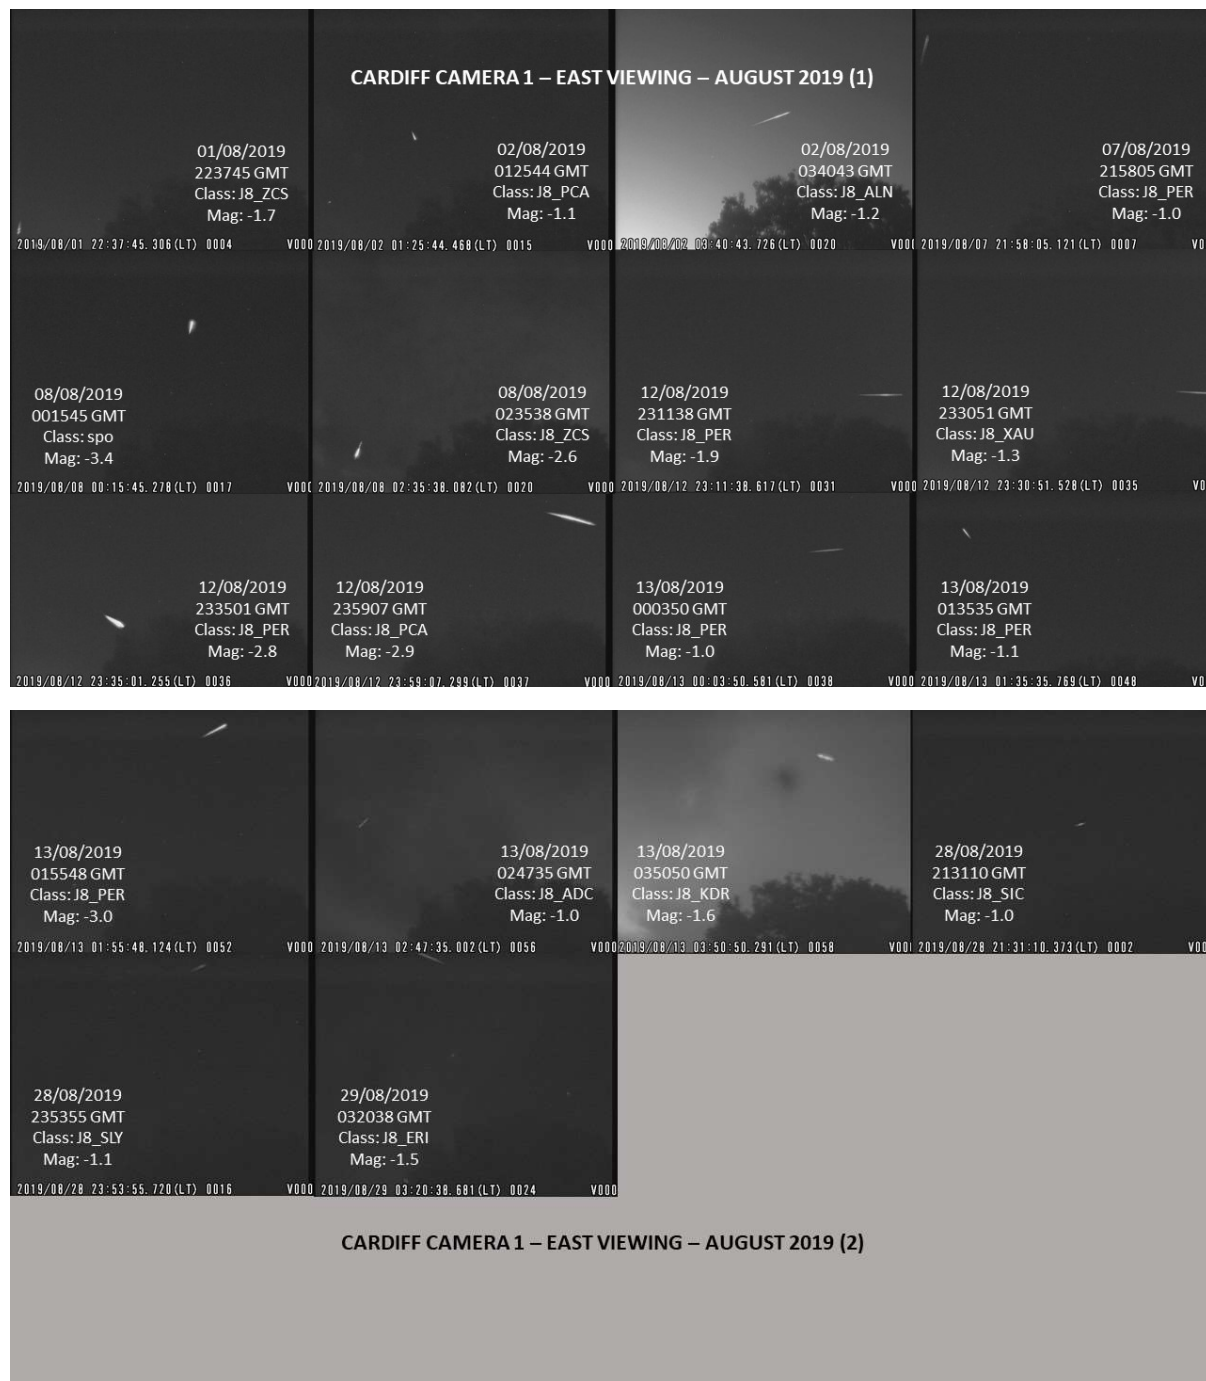 CARDIFF CAMERA 1 – EAST VIEWING – AUGUST 2019 (1)
01/08/2019
223745 GMT
Class: J8_ZCS
Mag: -1.7
2019/08/01 22:37:45.306(LT) 0004 V000
02/08/2019
012544 GMT
Class: J8_PCA
Mag: -1.1
2019/08/02 01:25:44.468(LT) 0015 V000
02/08/2019
034043 GMT
Class: J8_ALN
Mag: -1.2
2019/08/02 03:40:43.726(LT) 0020 V000
07/08/2019
215805 GMT
Class: J8_PER
Mag: -1.0
2019/08/07 21:58:05.121(LT) 0007 V0
08/08/2019
001545 GMT
Class: spo
Mag: -3.4
2019/08/08 00:15:45.278(LT) 0017 V000
08/08/2019
023538 GMT
Class: J8_ZCS
Mag: -2.6
2019/08/08 02:35:38.082(LT) 0020 V000
12/08/2019
231138 GMT
Class: J8_PER
Mag: -1.9
2019/08/12 23:11:38.617(LT) 0031 V000
12/08/2019
233051 GMT
Class: J8_XAU
Mag: -1.3
2019/08/12 23:30:51.528(LT) 0035 V0
12/08/2019
233501 GMT
Class: J8_PER
Mag: -2.8
2019/08/12 23:35:01.255(LT) 0036 V000
12/08/2019
235907 GMT
Class: J8_PCA
Mag: -2.9
2019/08/12 23:59:07.299(LT) 0037 V000
13/08/2019
000350 GMT
Class: J8_PER
Mag: -1.0
2019/08/13 00:03:50.581(LT) 0038 V000
13/08/2019
013535 GMT
Class: J8_PER
Mag: -1.1
2019/08/13 01:35:35.769(LT) 0048 V0
13/08/2019
015548 GMT
Class: J8_PER
Mag: -3.0
2019/08/13 01:55:48.124(LT) 0052 V000
13/08/2019
024735 GMT
Class: J8_ADC
Mag: -1.0
2019/08/13 02:47:35.002(LT) 0056 V000
13/08/2019
035050 GMT
Class: J8_KDR
Mag: -1.6
2019/08/13 03:50:50.291(LT) 0058 V00
28/08/2019
213110 GMT
Class: J8_SIC
Mag: -1.0
2019/08/28 21:31:10.373(LT) 0002 V00
28/08/2019
235355 GMT
Class: J8_SLY
Mag: -1.1
2019/08/28 23:53:55.720(LT) 0016 V000
29/08/2019
032038 GMT
Class: J8_ERI
Mag: -1.5
2019/08/29 03:20:38.681(LT) 0024 V000
CARDIFF CAMERA 1 – EAST VIEWING – AUGUST 2019 (2)